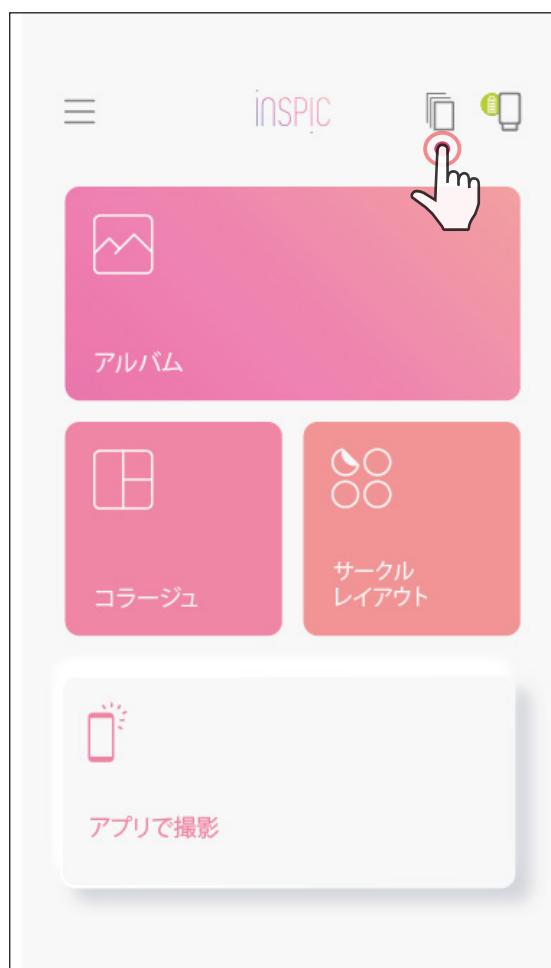 inspic
アルバム
コラージュ
サークル
レイアウト
アプリで撮影